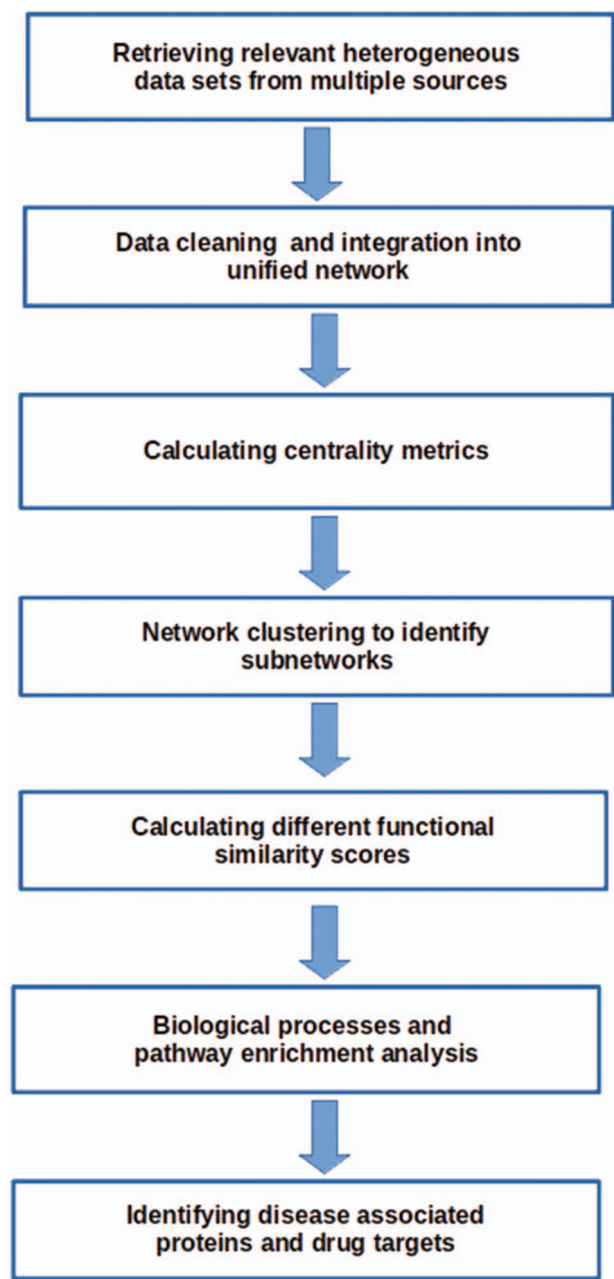 Retrieving relevant heterogeneous
data sets from multiple sources
Data cleaning and integration into
unified network
Calculating centrality metrics
Network clustering to identify
subnetworks
Calculating different functional
similarity scores
Biological processes and
pathway enrichment analysis
Identifying disease associated
proteins and drug targets